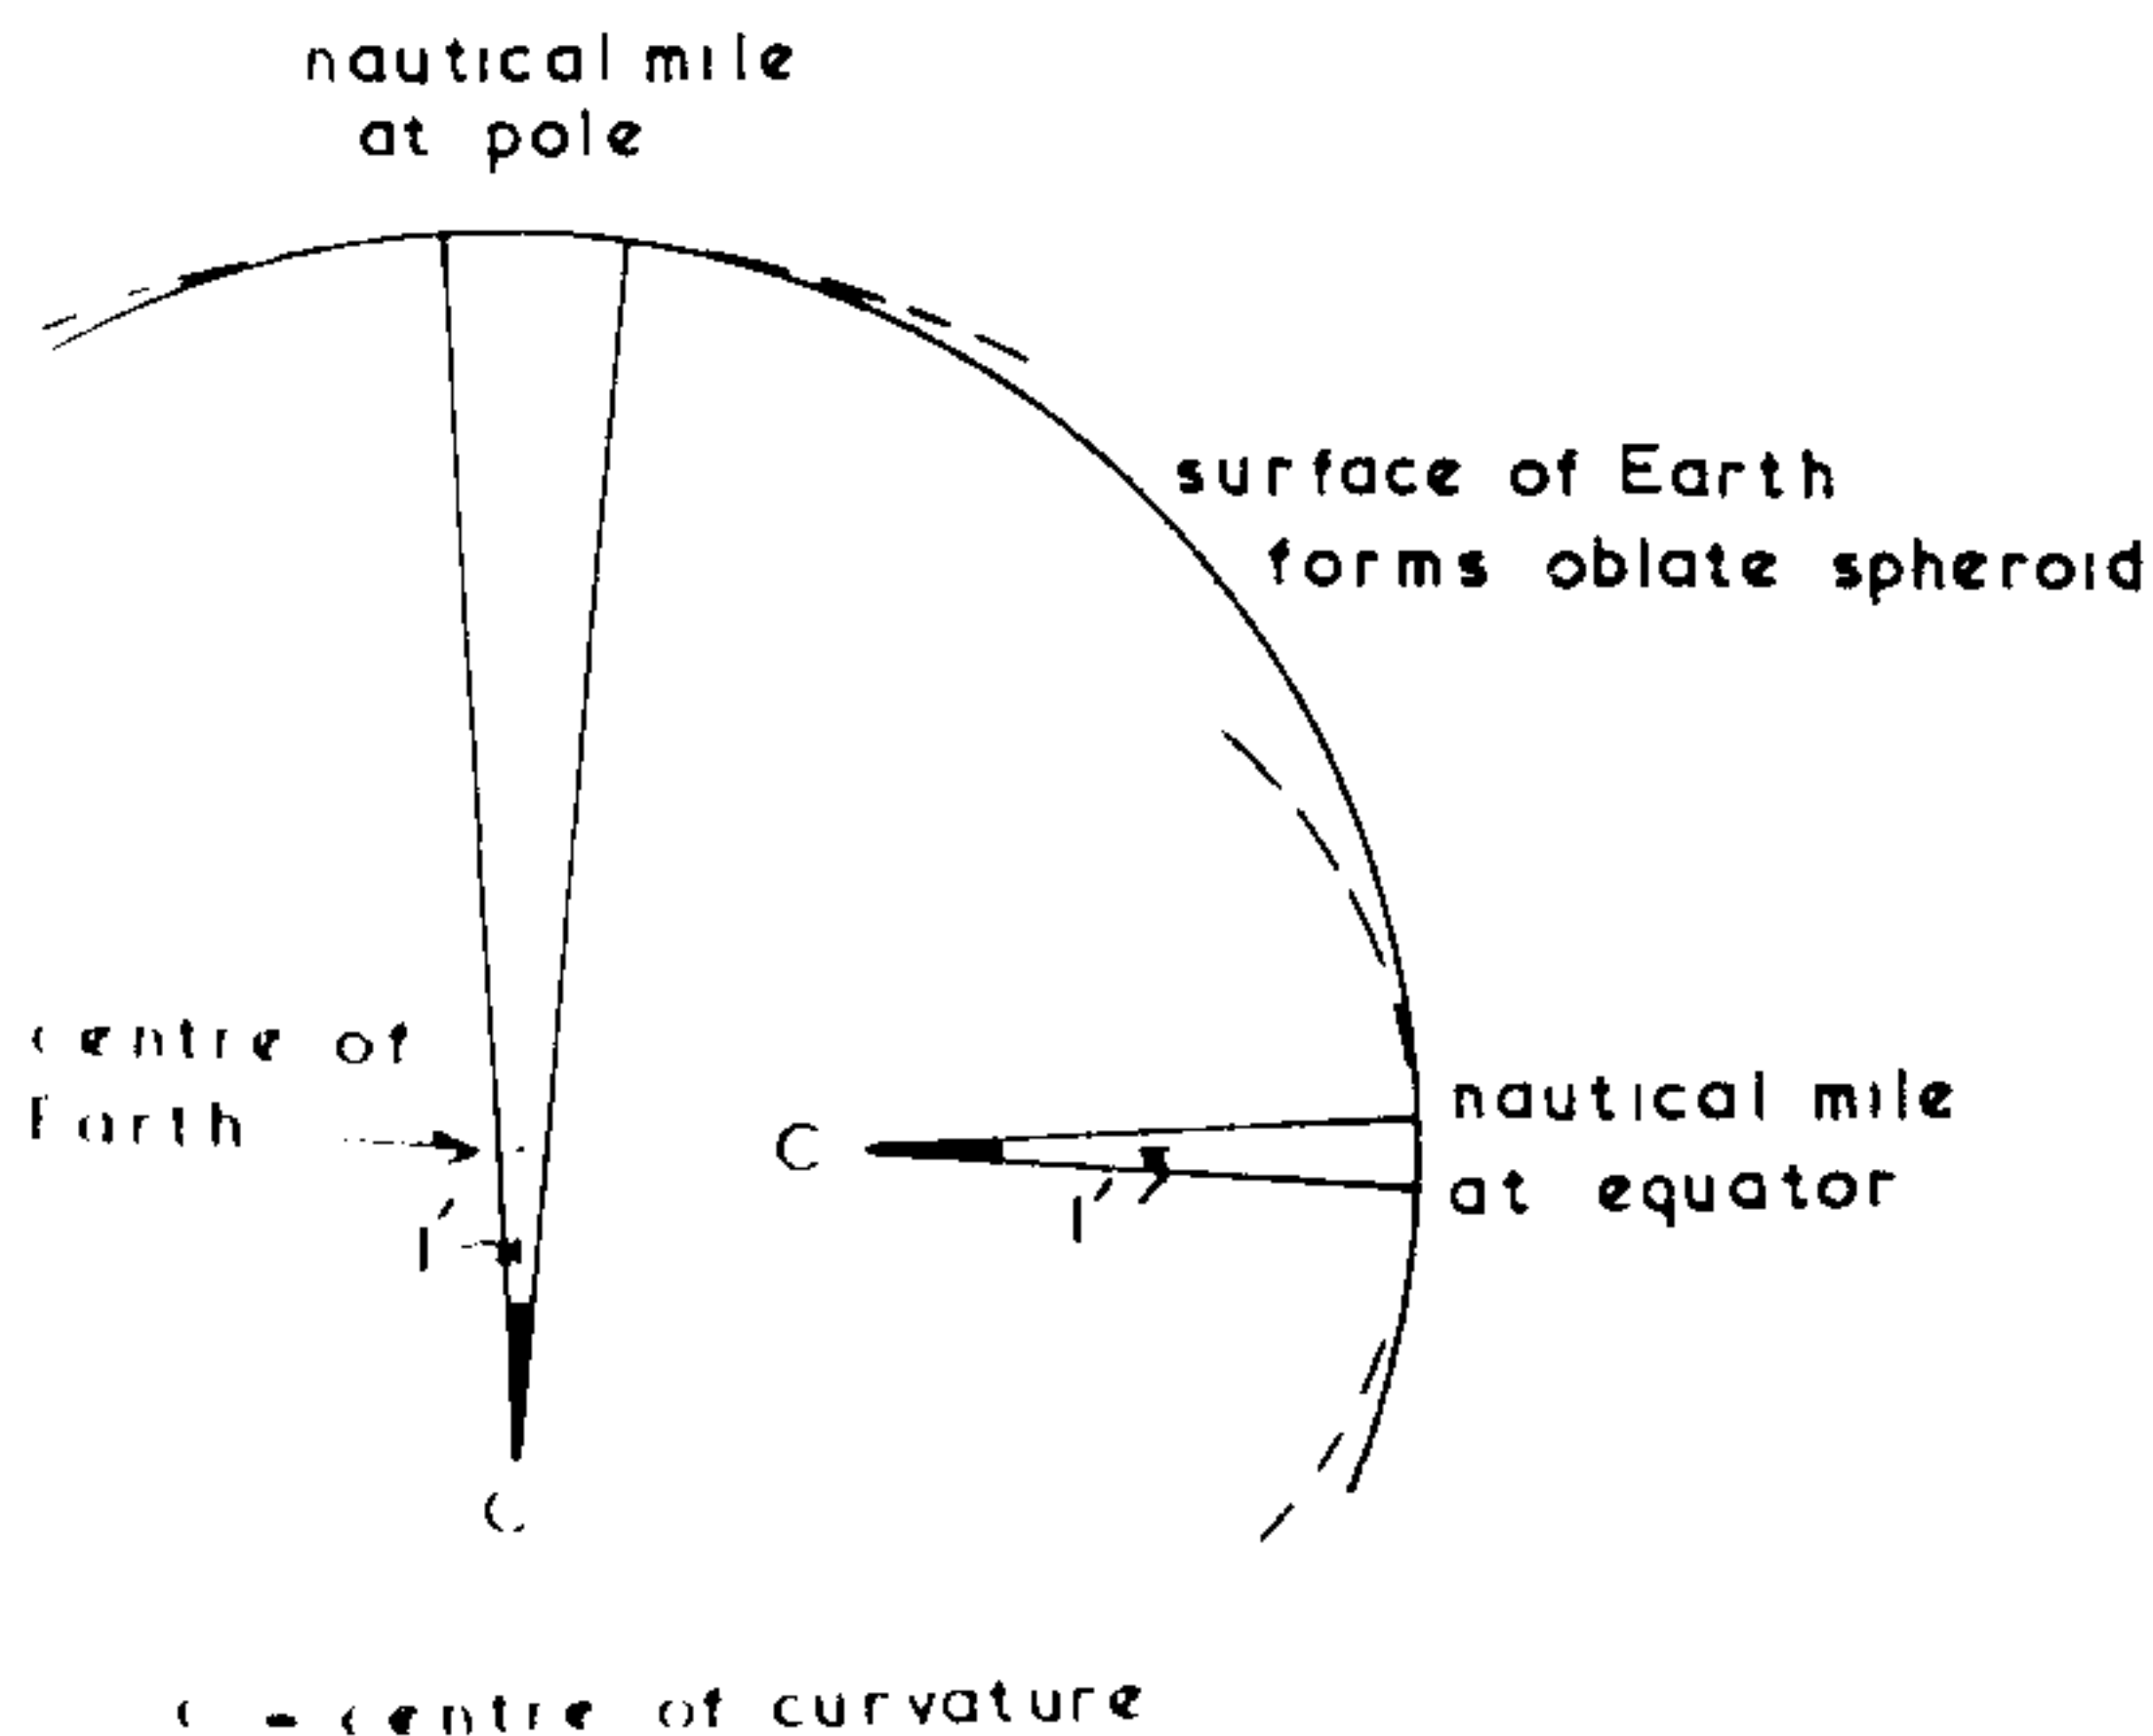 nautical mile
at pole
surface of Earth
forms oblate spheroid
centre of
Earth
C
1′
nautical mile
at equator
1′
C
C - centre of curvature